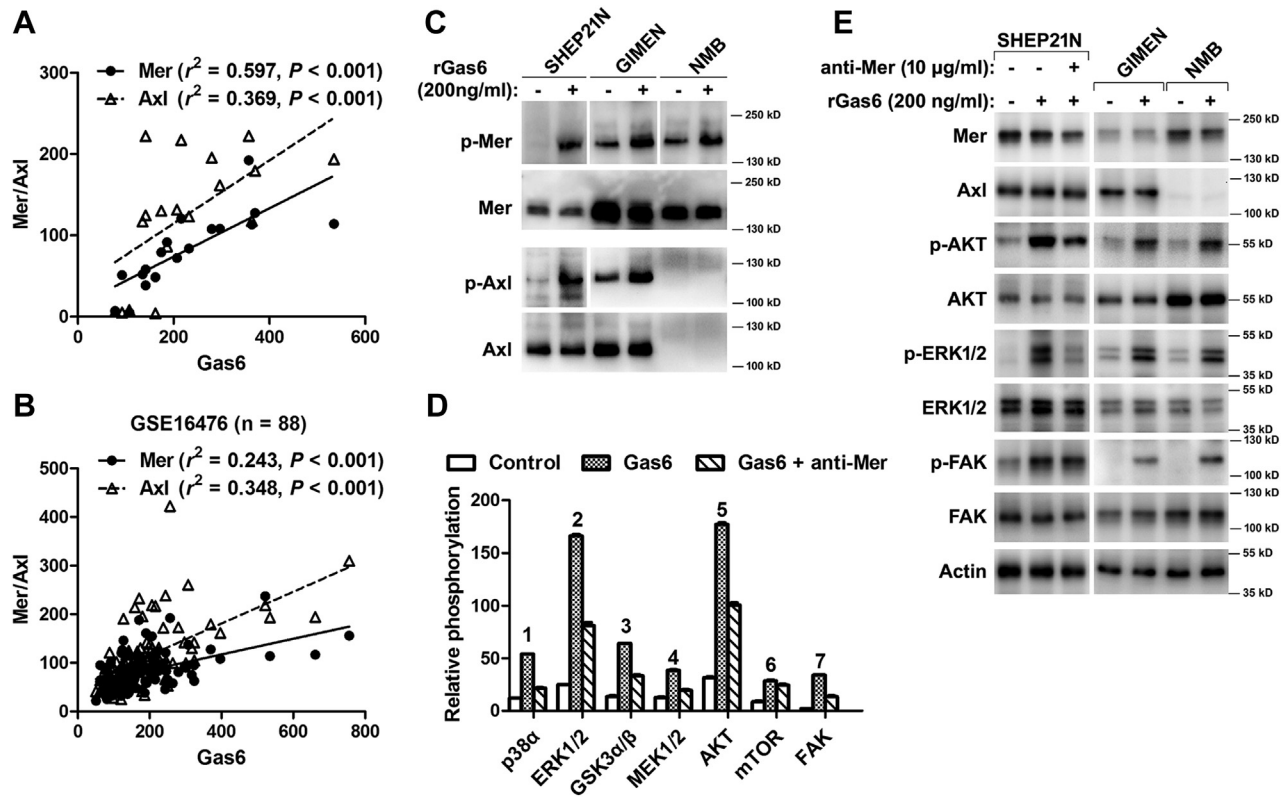 A
Mer (r² = 0.597, P < 0.001)
Axl (r² = 0.369, P < 0.001)
300
200
100
0
Mer/Axl
0 200 400 600
Gas6
B
GSE16476 (n = 88)
Mer (r² = 0.243, P < 0.001)
Axl (r² = 0.348, P < 0.001)
500
400
300
200
100
0
Mer/Axl
0 200 400 600 800
Gas6
C
SHEP21N GIMEN NMB
rGas6
(200ng/ml): - + - + - +
p-Mer
250 kD
130 kD
Mer
250 kD
130 kD
p-Axl
130 kD
100 kD
Axl
130 kD
100 kD
D
Control Gas6 Gas6 + anti-Mer
Relative phosphorylation
200
150
100
50
0
1 2 3 4 5 6 7
p38α ERK1/2 GSK3α/β MEK1/2 AKT mTOR FAK
E
SHEP21N GIMEN NMB
anti-Mer (10 µg/ml): - - +
rGas6 (200 ng/ml): - + + - + - +
Mer
250 kD
130 kD
Axl
130 kD
100 kD
p-AKT
55 kD
AKT
55 kD
p-ERK1/2
55 kD
35 kD
ERK1/2
55 kD
35 kD
p-FAK
130 kD
100 kD
FAK
130 kD
100 kD
Actin
55 kD
35 kD